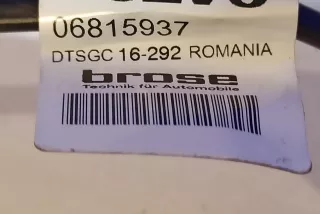 06815937
DTSGC 16-292 ROMANIA
brose
Technik für Automobile